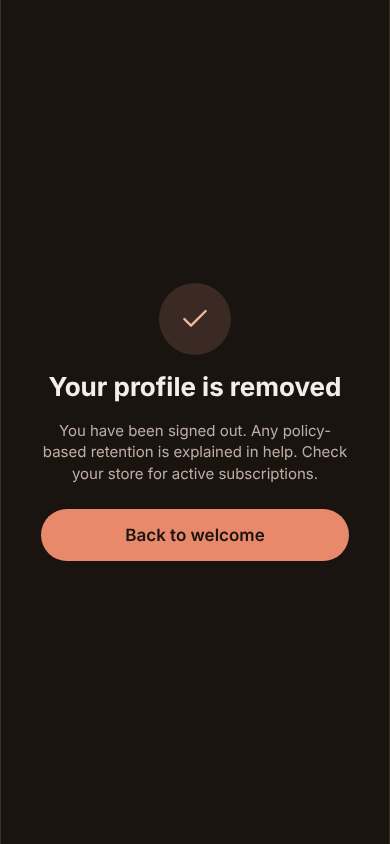 Your profile is removed
You have been signed out. Any policy-
based retention is explained in help. Check
your store for active subscriptions.
Back to welcome